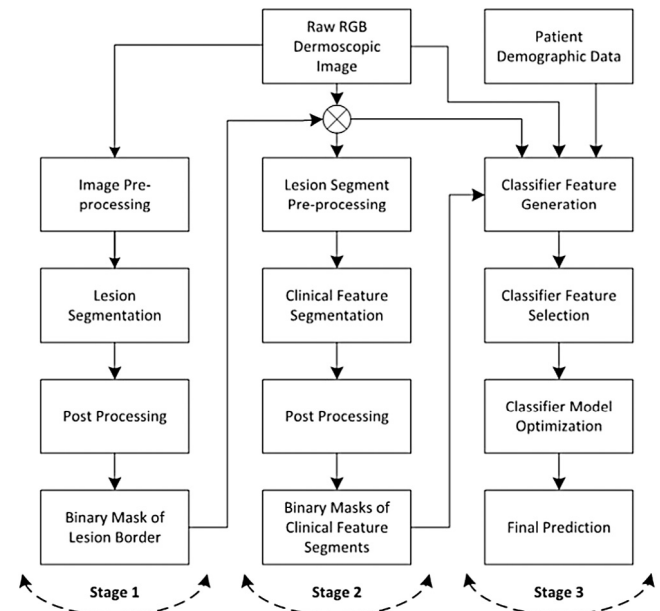 Raw RGB
Dermoscopic
Image
Patient
Demographic Data
Image Pre-
processing
Lesion Segment
Pre-processing
Classifier Feature
Generation
Lesion
Segmentation
Clinical Feature
Segmentation
Classifier Feature
Selection
Post Processing
Post Processing
Classifier Model
Optimization
Binary Mask of
Lesion Border
Binary Masks of
Clinical Feature
Segments
Final Prediction
Stage 1
Stage 2
Stage 3